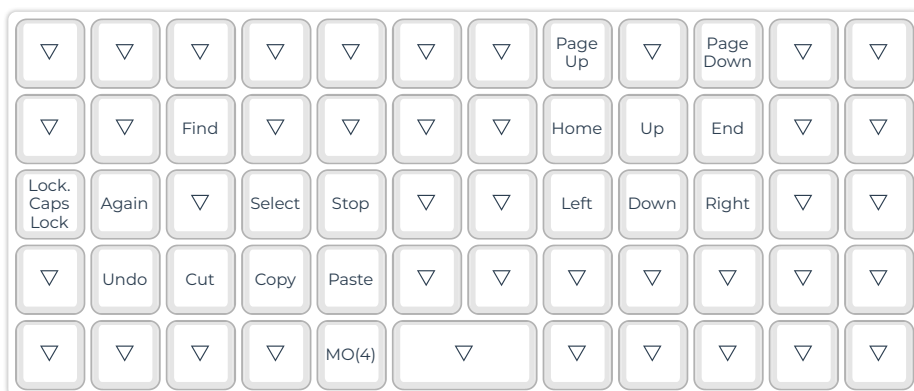 ▽ ▽ ▽ ▽ ▽ ▽ ▽ Page Up ▽ Page Down ▽ ▽
▽ ▽ Find ▽ ▽ ▽ ▽ Home Up End ▽ ▽
Lock. Caps Lock Again ▽ Select Stop ▽ ▽ Left Down Right ▽ ▽
▽ Undo Cut Copy Paste ▽ ▽ ▽ ▽ ▽ ▽ ▽
▽ ▽ ▽ ▽ MO(4) ▽ ▽ ▽ ▽ ▽ ▽